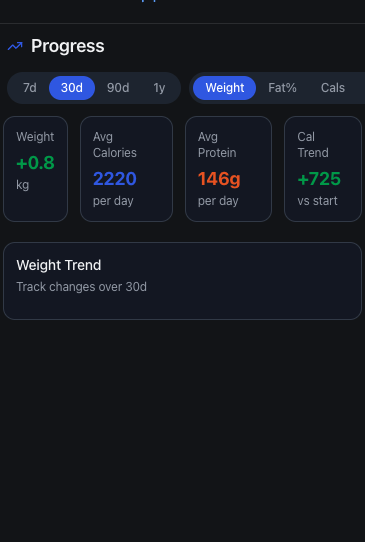 Progress
7d 30d 90d 1y Weight Fat% Cals
Weight
+0.8
kg
Avg
Calories
2220
per day
Avg
Protein
146g
per day
Cal
Trend
+725
vs start
Weight Trend
Track changes over 30d